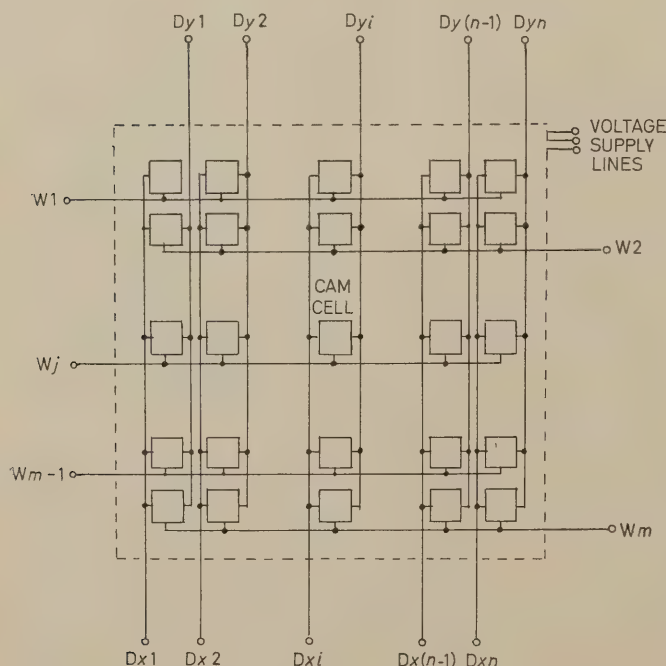 Dy1 Dy2 Dyi Dy(n-1) Dyn
VOLTAGE
SUPPLY
LINES
W1
W2
CAM
CELL
Wj
Wm-1
Wm
Dx1 Dx2 Dxi Dx(n-1) Dxn